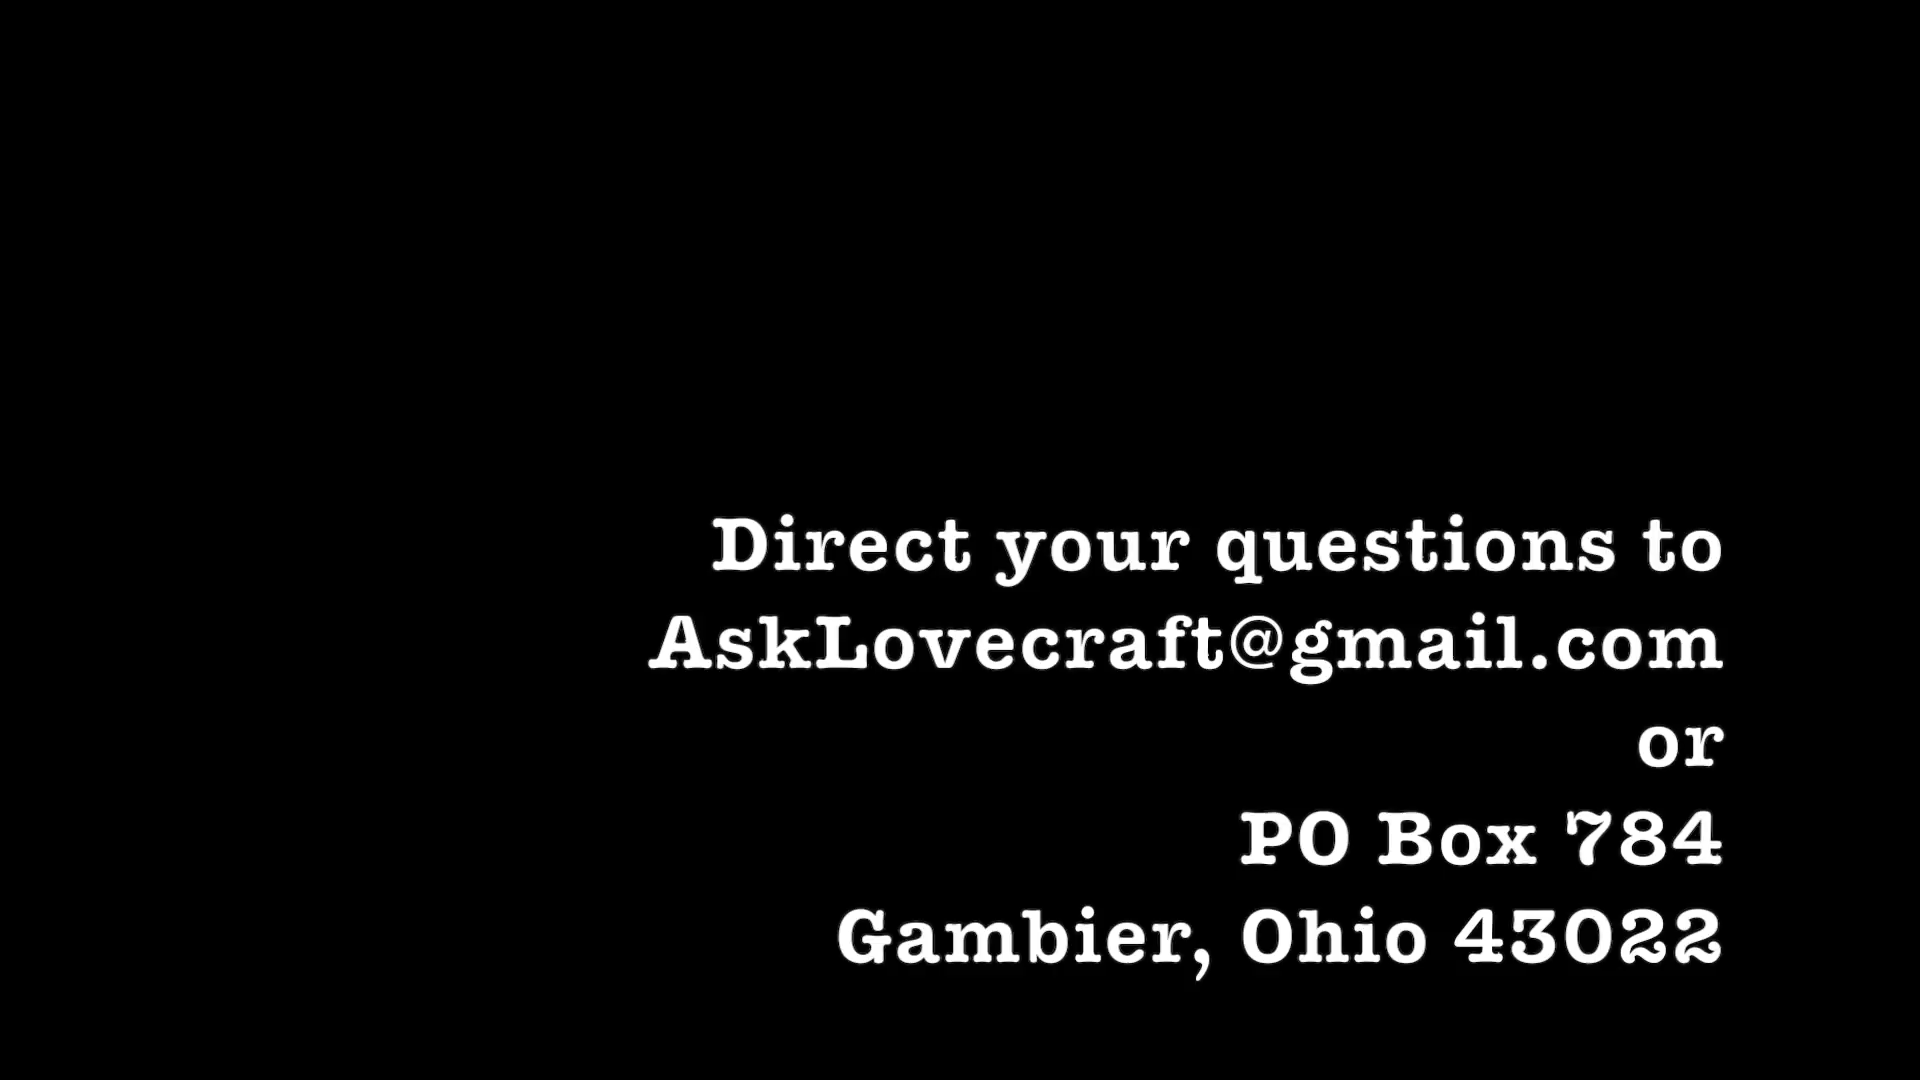 Direct your questions to
AskLovecraft@gmail.com
or
PO Box 784
Gambier, Ohio 43022